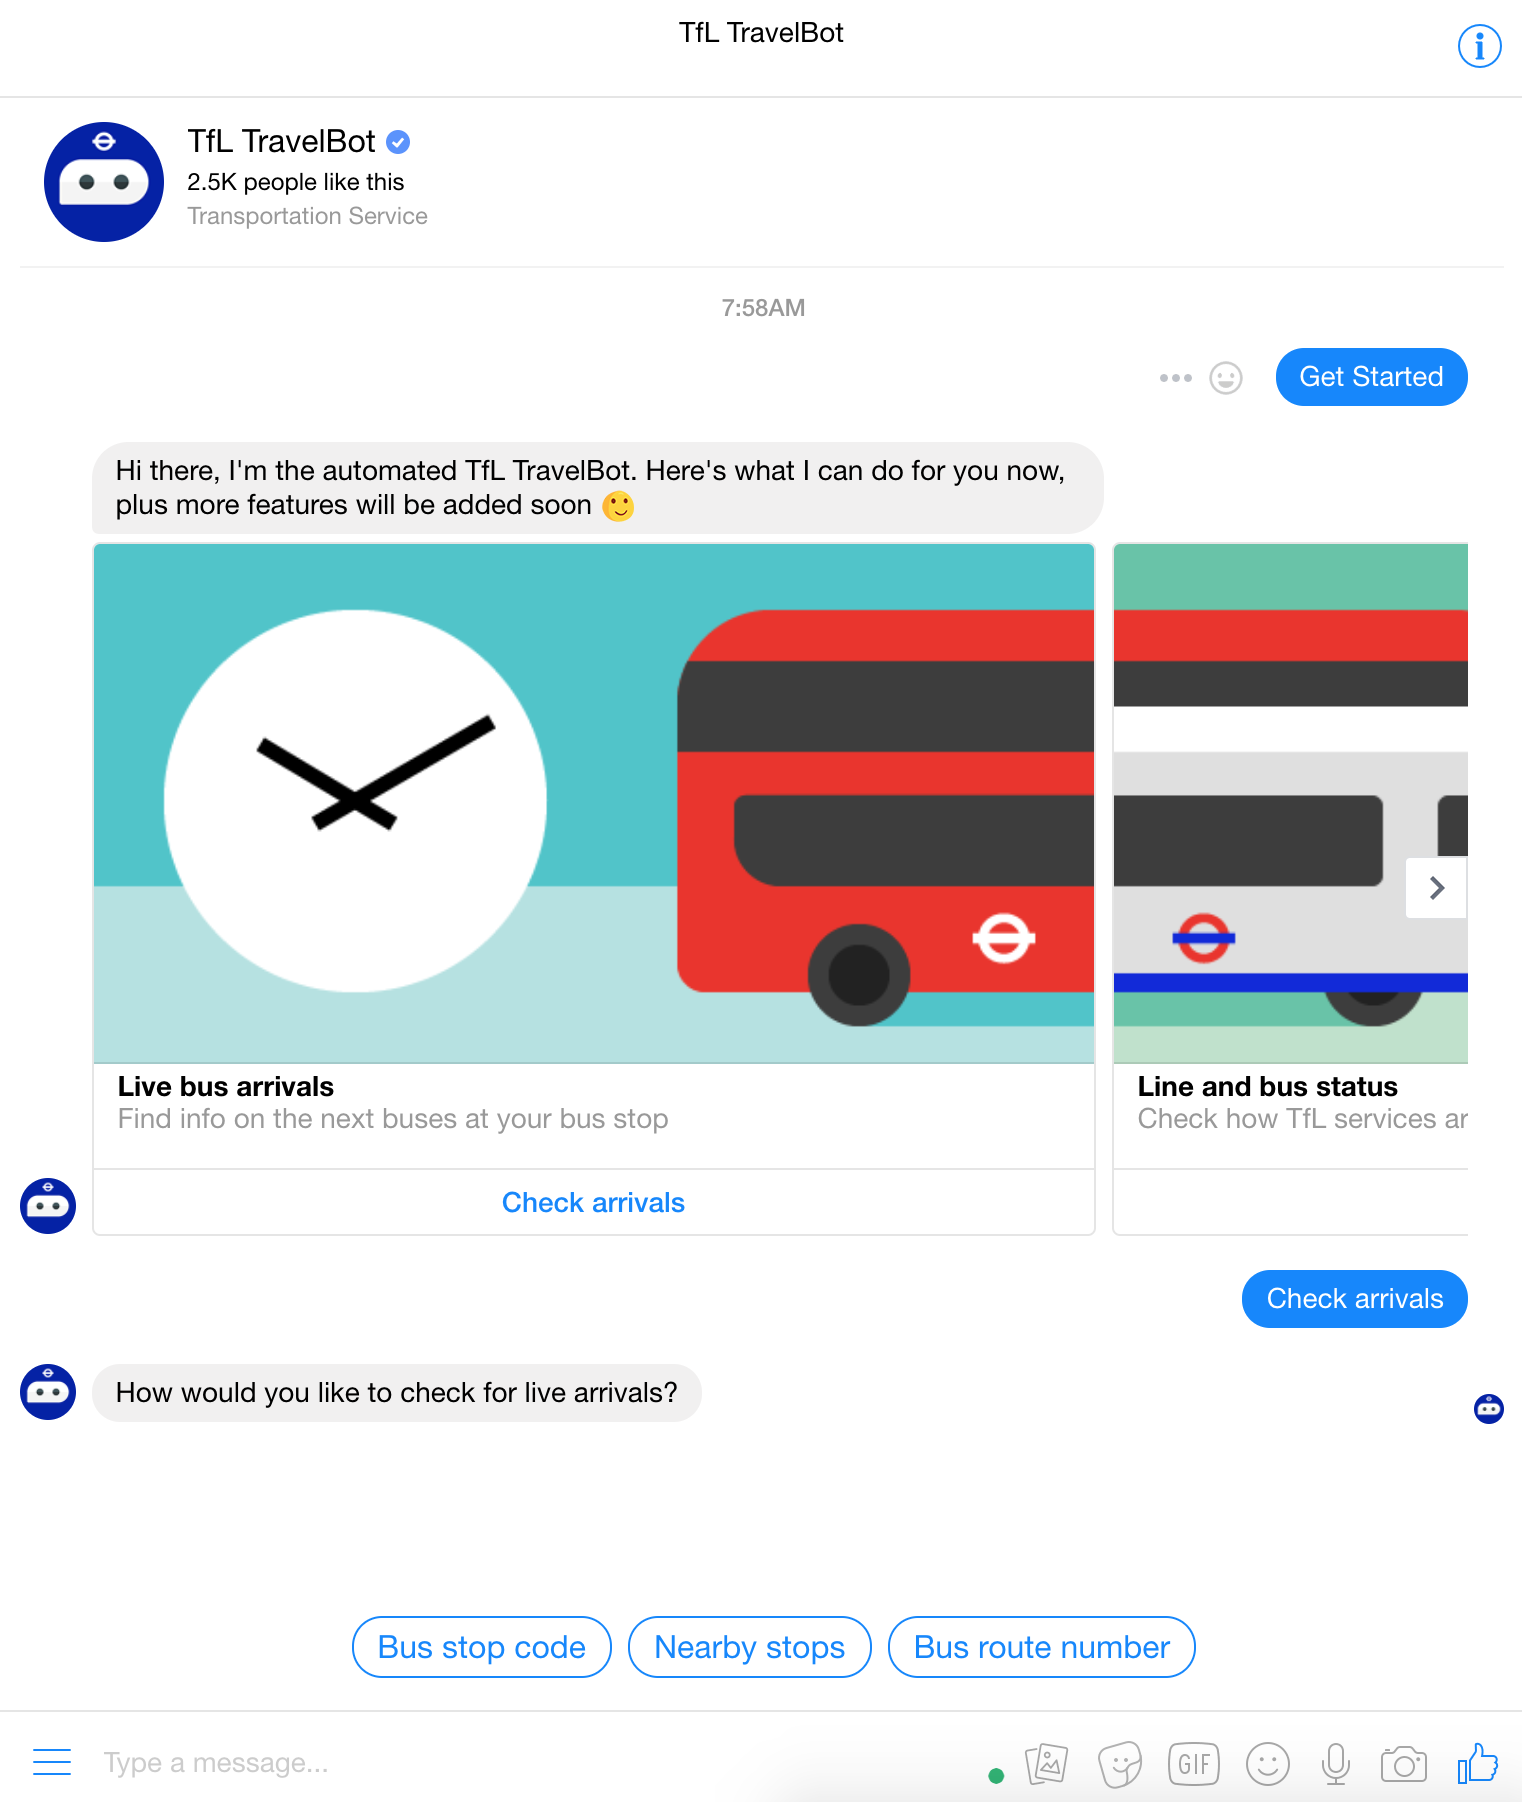 TfL TravelBot
TfL TravelBot
2.5K people like this
Transportation Service
7:58AM
Get Started
Hi there, I'm the automated TfL TravelBot. Here's what I can do for you now,
plus more features will be added soon
Live bus arrivals
Find info on the next buses at your bus stop
Check arrivals
Line and bus status
Check how TfL services ar
Check arrivals
How would you like to check for live arrivals?
Bus stop code
Nearby stops
Bus route number
Type a message...
GIF